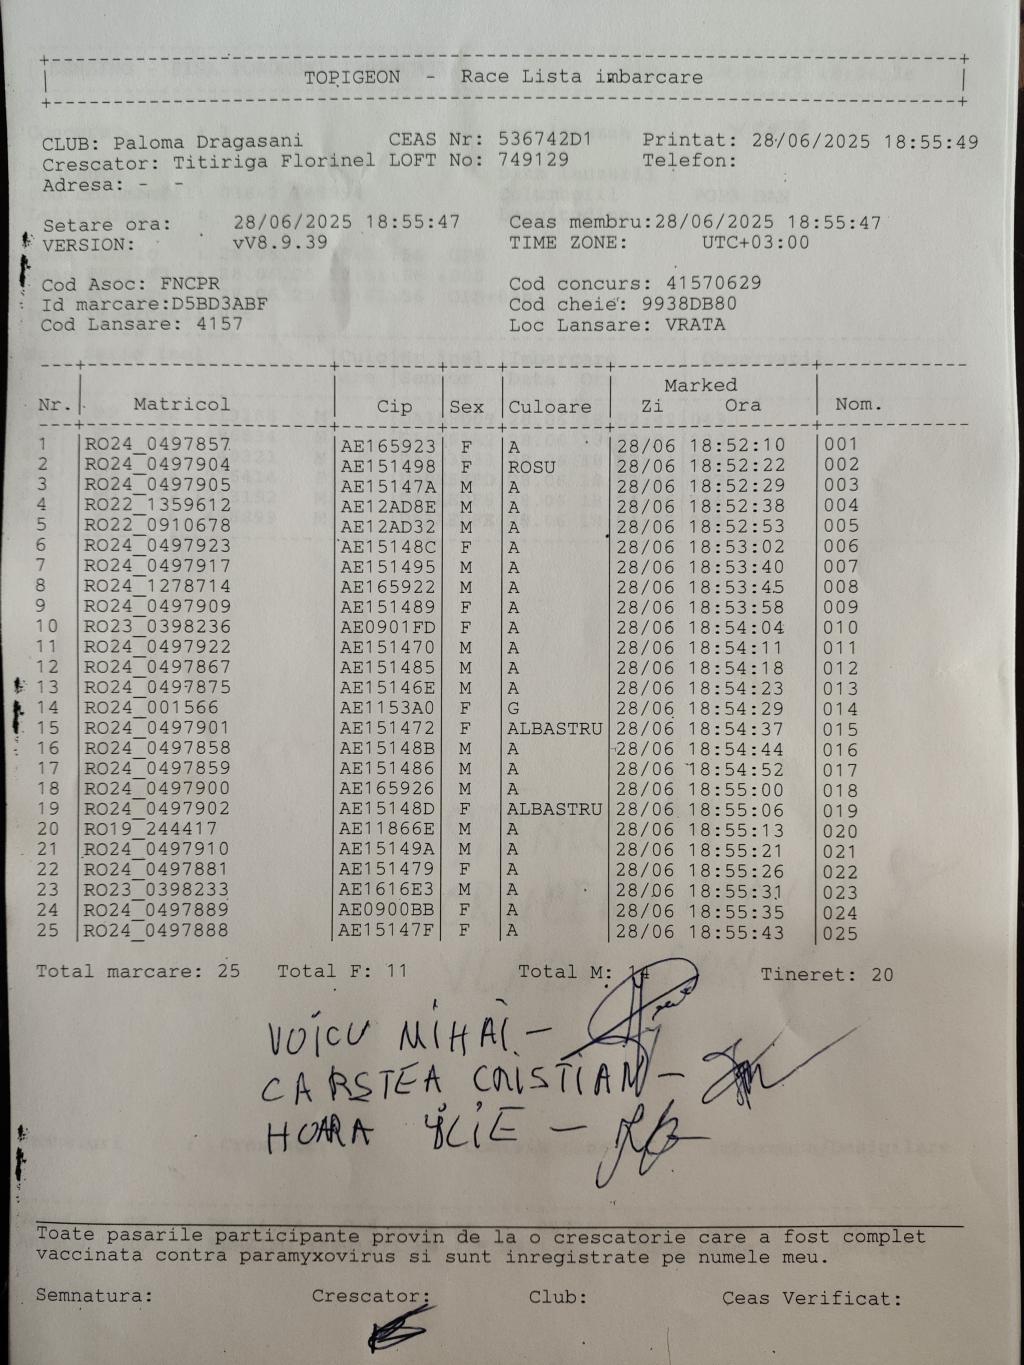 TOPIGEON - Race Lista imbarcare
CLUB: Paloma Dragasani CEAS Nr: 536742D1 Printat: 28/06/2025 18:55:49
Crescator: Titiriga Florinel LOFT No: 749129 Telefon:
Adresa: - -
Setare ora: 28/06/2025 18:55:47 Ceas membru:28/06/2025 18:55:47
VERSION: vV8.9.39 TIME ZONE: UTC+03:00
Cod Asoc: FNCPR Cod concurs: 41570629
Id marcare:D5BD3ABF Cod cheie: 9938DB80
Cod Lansare: 4157 Loc Lansare: VRATA
Marked
Nr. Matricol Cip Sex Culoare Zi Ora Nom.
1 RO24_0497857 AE165923 F A 28/06 18:52:10 001
2 RO24_0497904 AE151498 F ROSU 28/06 18:52:22 002
3 RO24_0497905 AE15147A M A 28/06 18:52:29 003
4 RO22_1359612 AE12AD8E M A 28/06 18:52:38 004
5 RO22_0910678 AE12AD32 M A 28/06 18:52:53 005
6 RO24_0497923 AE15148C F A 28/06 18:53:02 006
7 RO24_0497917 AE151495 M A 28/06 18:53:40 007
8 RO24_1278714 AE165922 M A 28/06 18:53:45 008
9 RO24_0497909 AE151489 F A 28/06 18:53:58 009
10 RO23_0398236 AE0901FD F A 28/06 18:54:04 010
11 RO24_0497922 AE151470 M A 28/06 18:54:11 011
12 RO24_0497867 AE151485 M A 28/06 18:54:18 012
13 RO24_0497875 AE15146E M A 28/06 18:54:23 013
14 RO24_001566 AE1153A0 F G 28/06 18:54:29 014
15 RO24_0497901 AE151472 F ALBASTRU 28/06 18:54:37 015
16 RO24_0497858 AE15148B M A 28/06 18:54:44 016
17 RO24_0497859 AE151486 M A 28/06 18:54:52 017
18 RO24_0497900 AE165926 M A 28/06 18:55:00 018
19 RO24_0497902 AE15148D F ALBASTRU 28/06 18:55:06 019
20 RO19_244417 AE11866E M A 28/06 18:55:13 020
21 RO24_0497910 AE15149A M A 28/06 18:55:21 021
22 RO24_0497881 AE151479 F A 28/06 18:55:26 022
23 RO23_0398233 AE1616E3 M A 28/06 18:55:31 023
24 RO24_0497889 AE0900BB F A 28/06 18:55:35 024
25 RO24_0497888 AE15147F F A 28/06 18:55:43 025
Total marcare: 25 Total F: 11 Total M: 14 Tineret: 20
VOICU MIHAI -
CARSTEA CRISTIAN -
HOARA ILIE -
Toate pasarile participante provin de la o crescatorie care a fost complet
vaccinata contra paramyxovirus si sunt inregistrate pe numele meu.
Semnatura: Crescator: Club: Ceas Verificat: